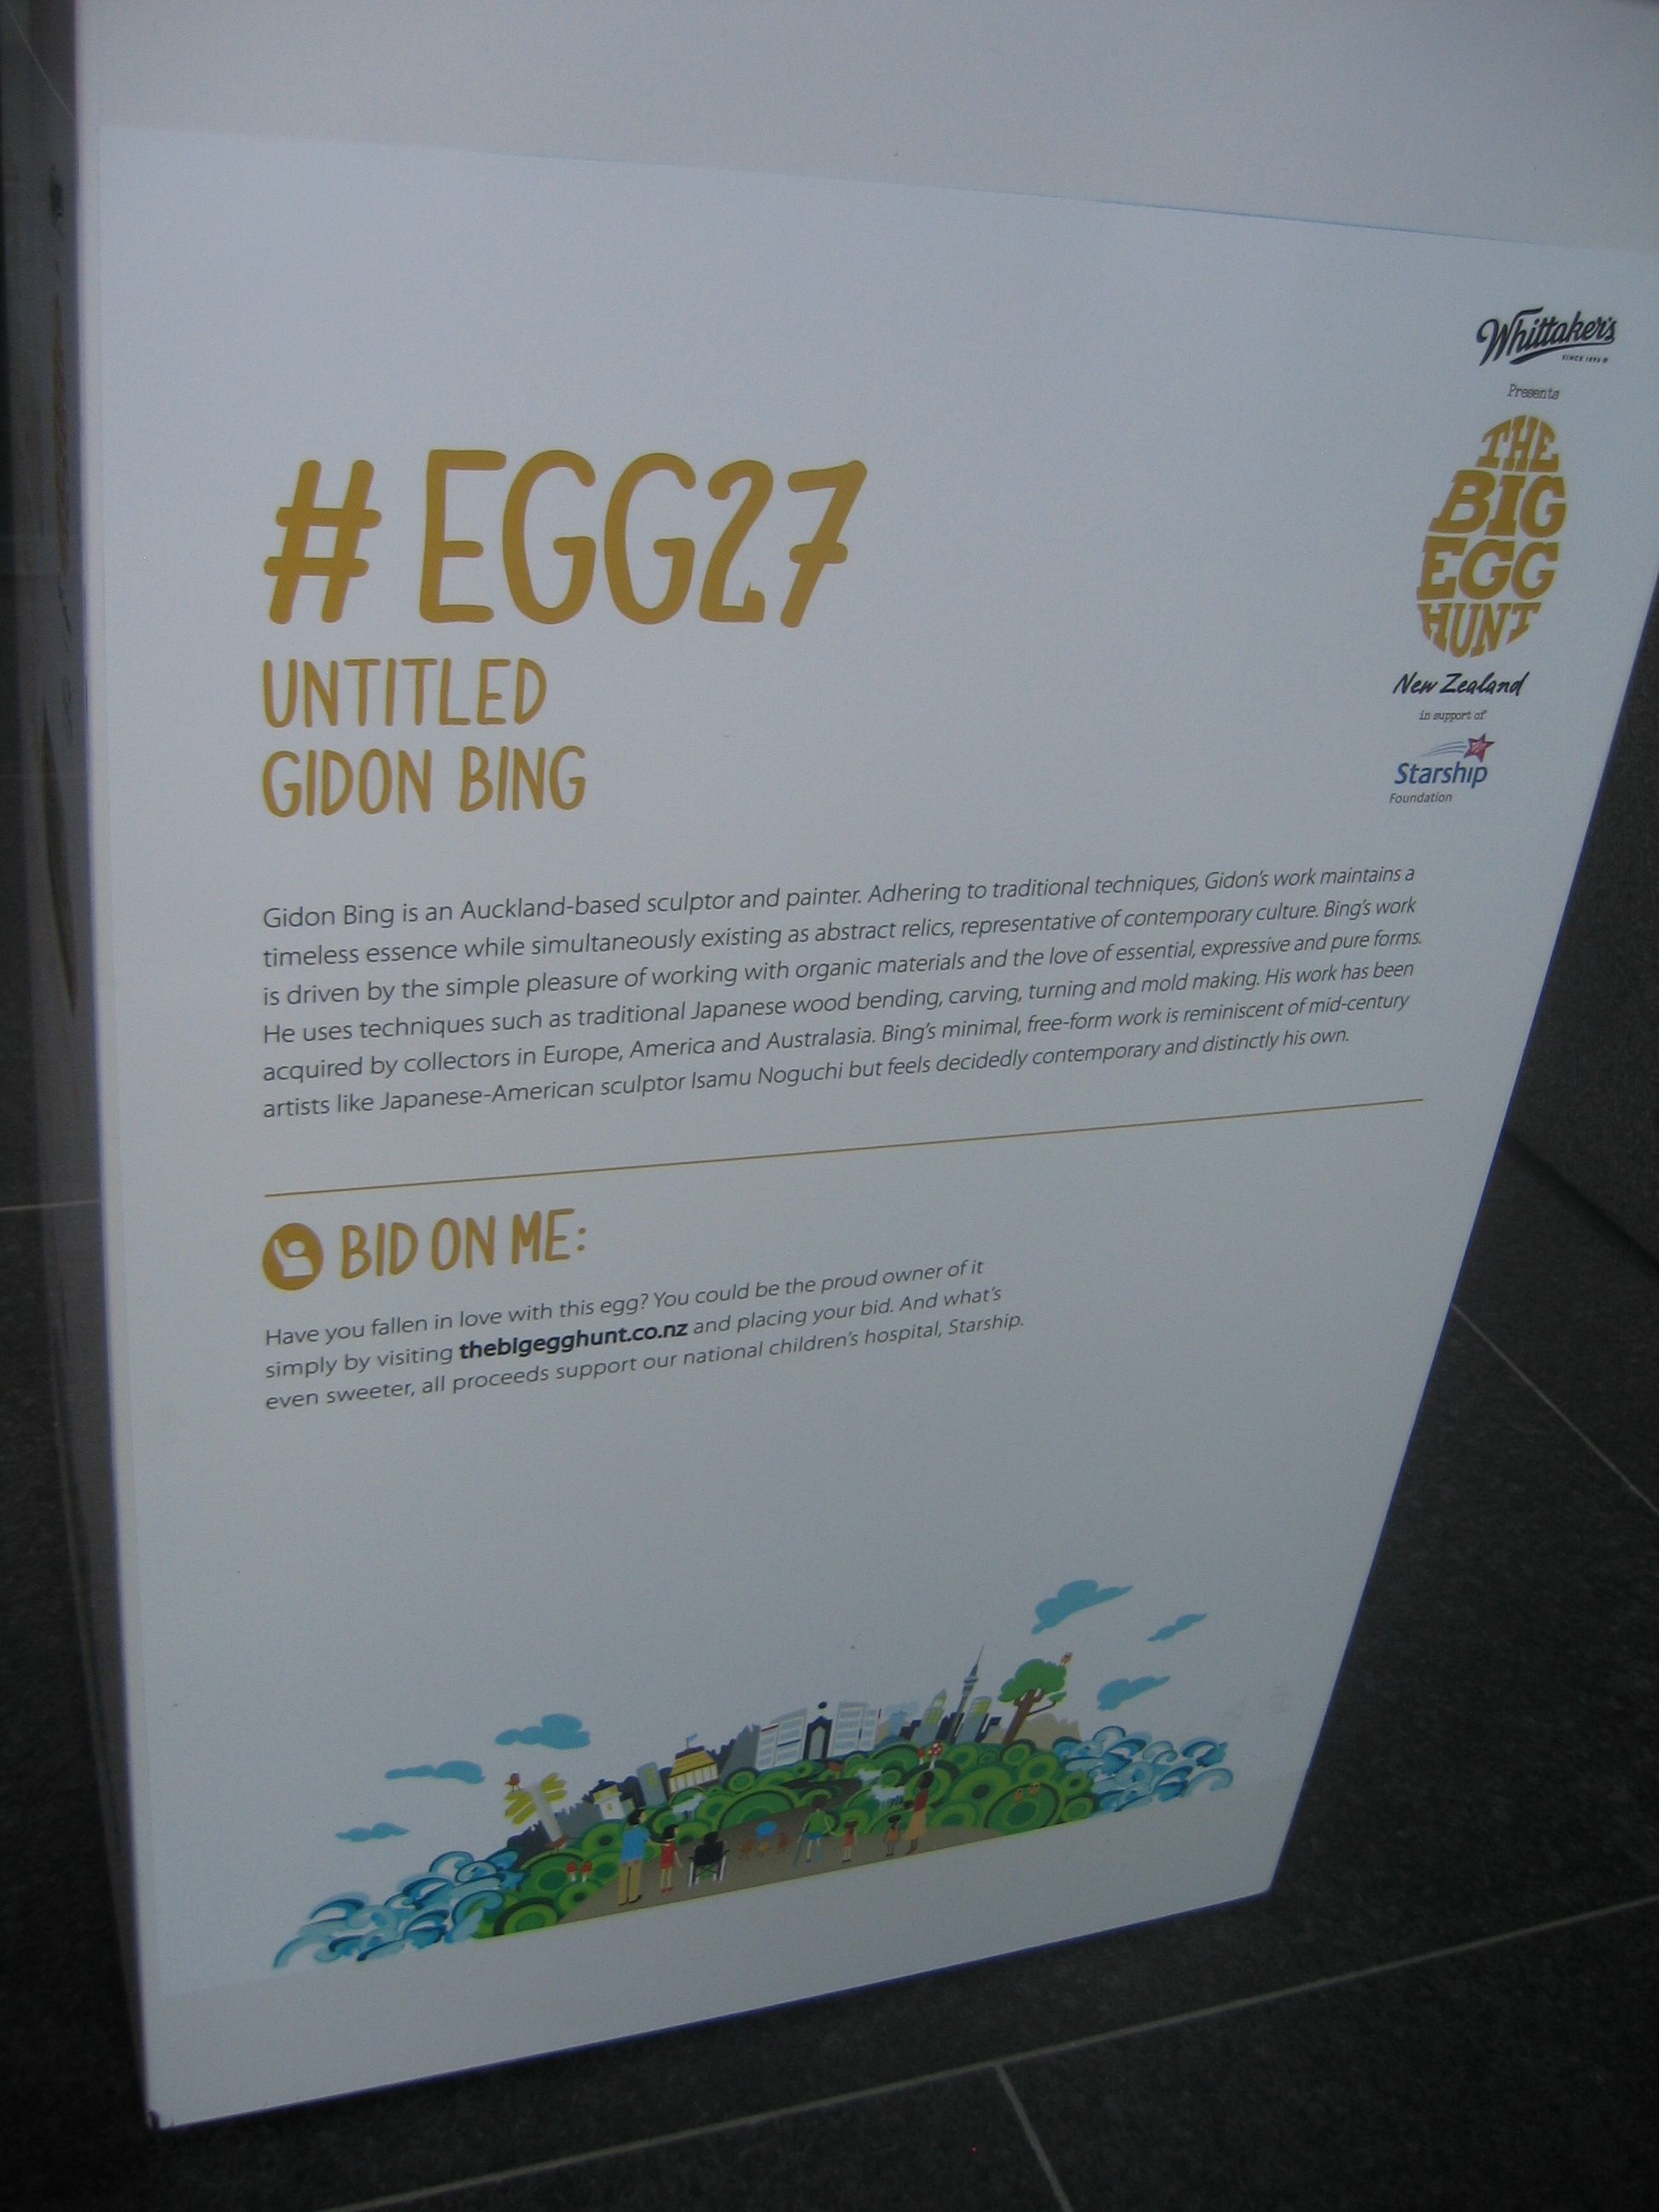 Whittaker's
SINCE 1896
Presents
THE
BIG
EGG
HUNT
New Zealand
in support of
Starship
Foundation
# EGG27
UNTITLED
GIDON BING
Gidon Bing is an Auckland-based sculptor and painter. Adhering to traditional techniques, Gidon's work maintains a
timeless essence while simultaneously existing as abstract relics, representative of contemporary culture. Bing's work
is driven by the simple pleasure of working with organic materials and the love of essential, expressive and pure forms.
He uses techniques such as traditional Japanese wood bending, carving, turning and mold making. His work has been
acquired by collectors in Europe, America and Australasia. Bing's minimal, free-form work is reminiscent of mid-century
artists like Japanese-American sculptor Isamu Noguchi but feels decidedly contemporary and distinctly his own.
BID ON ME:
Have you fallen in love with this egg? You could be the proud owner of it
simply by visiting thebigegghunt.co.nz and placing your bid. And what's
even sweeter, all proceeds support our national children's hospital, Starship.